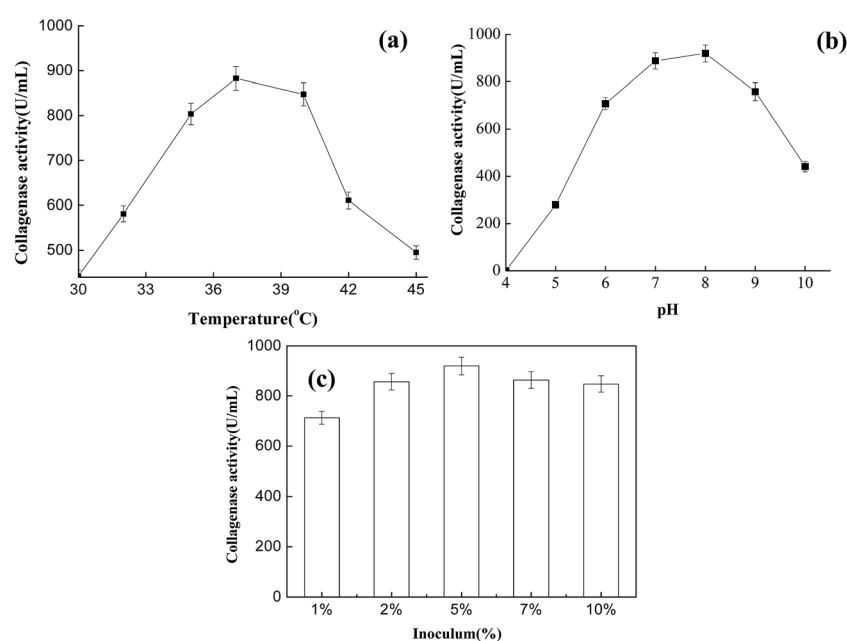 (a)
1000
900
800
700
600
500
Collagenase activity(U/mL)
30 33 36 39 42 45
Temperature(°C)
(b)
1000
800
600
400
200
0
Collagenase activity(U/mL)
4 5 6 7 8 9 10
pH
(c)
1000
800
600
400
200
0
Collagenase activity(U/mL)
1% 2% 5% 7% 10%
Inoculum(%)